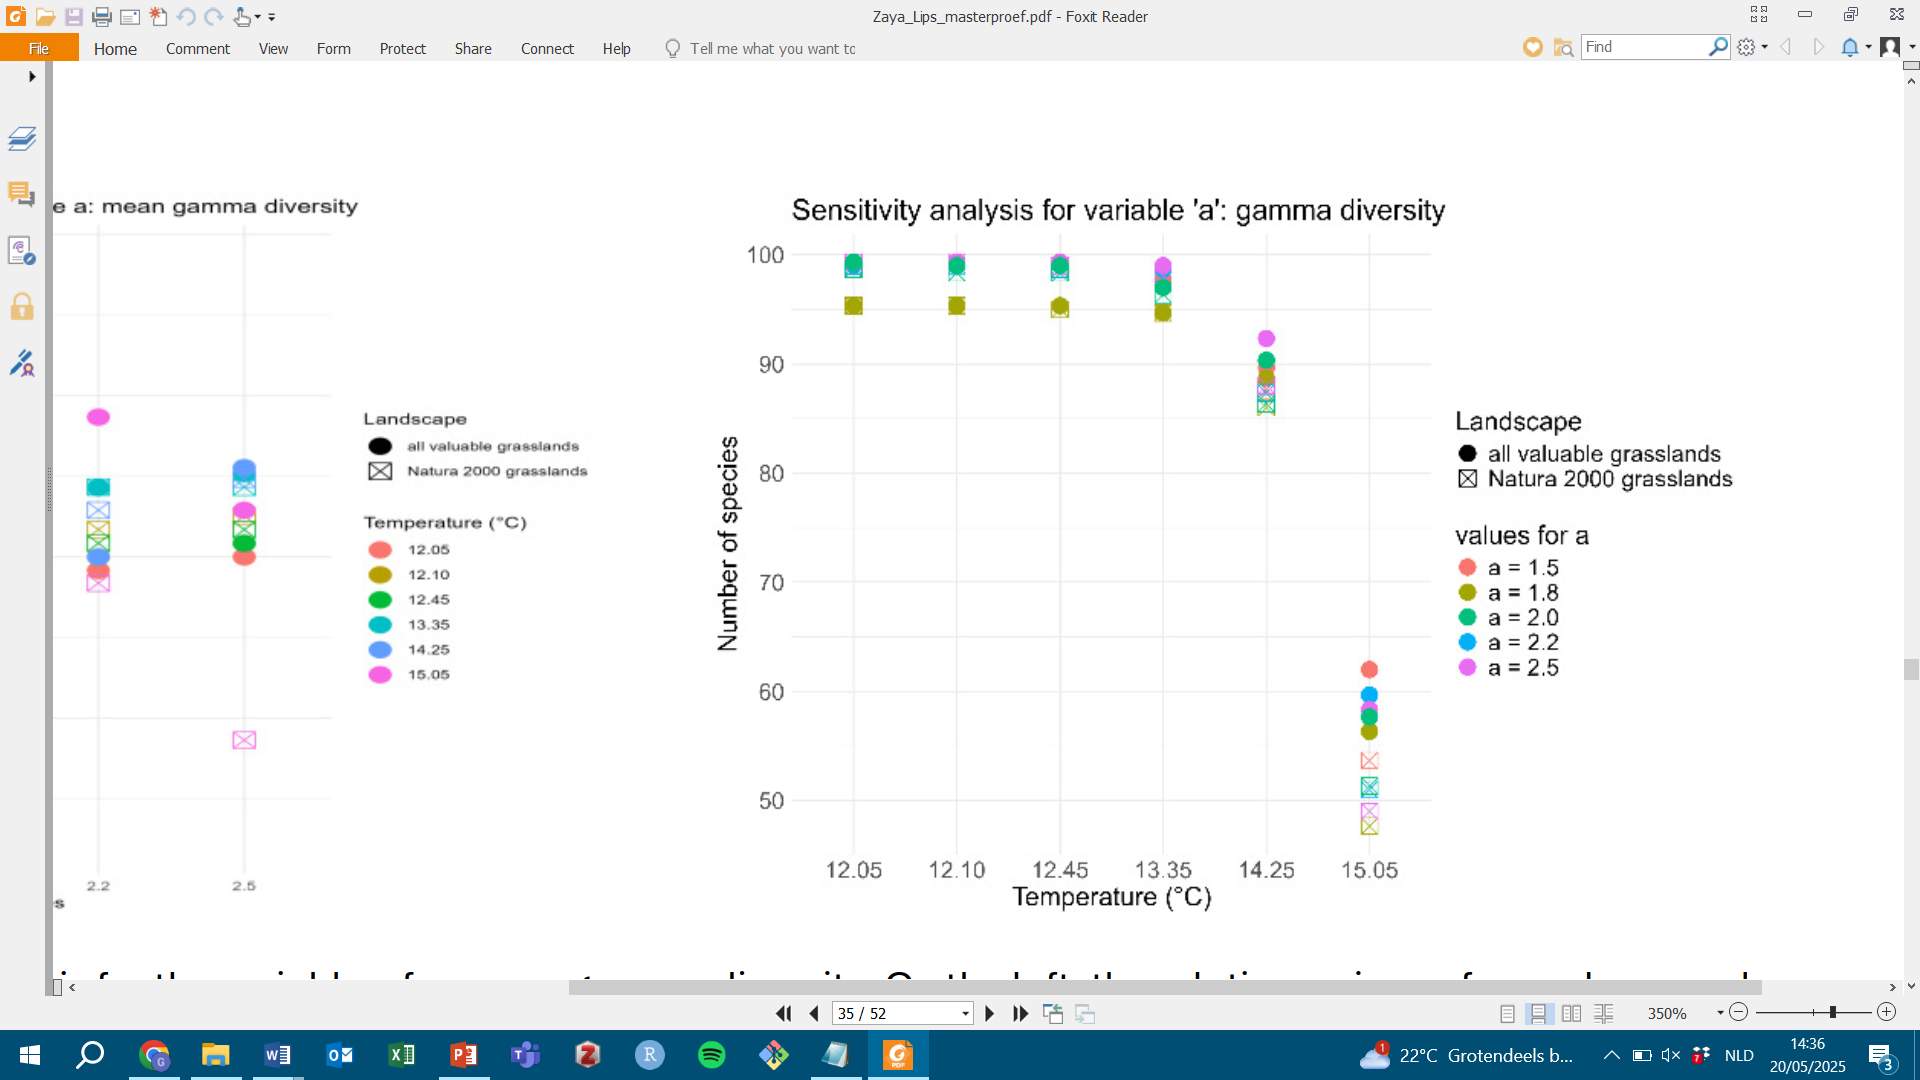 Zaya_Lips_masterproef.pdf - Foxit Reader
File Home Comment View Form Protect Share Connect Help Tell me what you want to
Find
e a: mean gamma diversity
Landscape
all valuable grasslands
Natura 2000 grasslands
Temperature (°C)
12.05
12.10
12.45
13.35
14.25
15.05
2.2 2.5
es
Sensitivity analysis for variable 'a': gamma diversity
100
90
80
70
60
50
Number of species
12.05 12.10 12.45 13.35 14.25 15.05
Temperature (°C)
Landscape
all valuable grasslands
Natura 2000 grasslands
values for a
a = 1.5
a = 1.8
a = 2.0
a = 2.2
a = 2.5
35 / 52
350%
22°C Grotendeels b...
NLD
14:36
20/05/2025
3